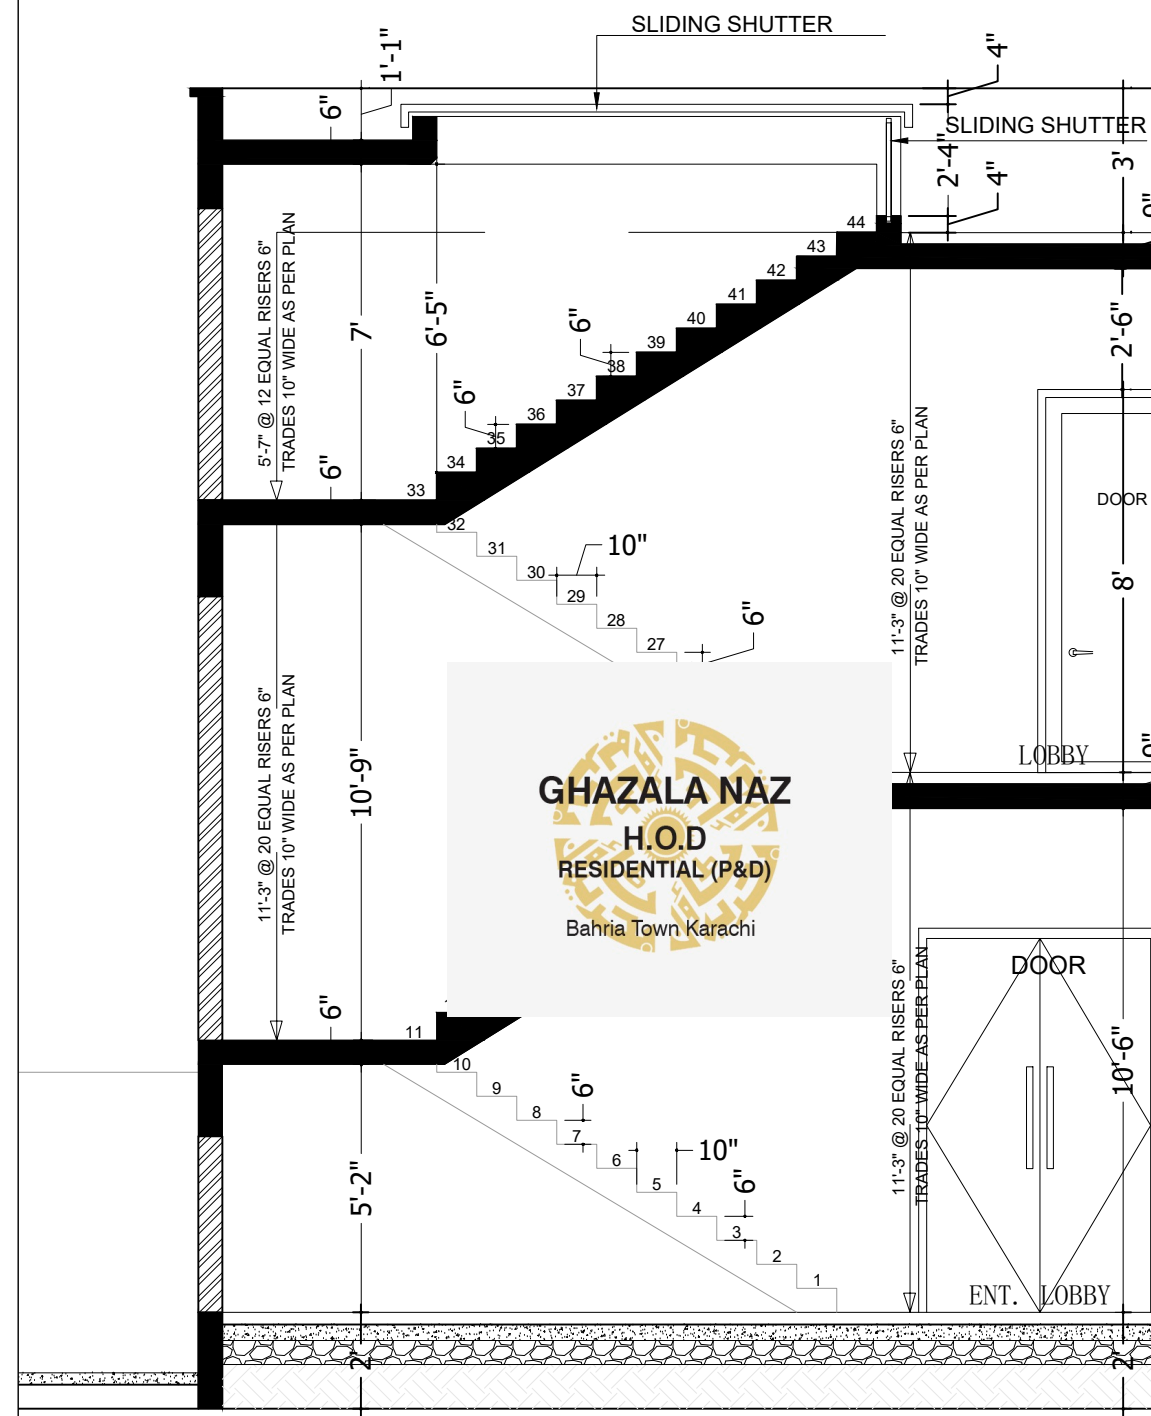 SLIDING SHUTTER
4"
1'-1"
6"
SLIDING SHUTTER
2'-4"
4"
3'
5'-7" @ 12 EQUAL RISERS 6"
TRADES 10" WIDE AS PER PLAN
44
43
42
41
40
39
38
37
36
35
34
33
6"
6"
7'
6'-5"
2'-6"
6"
11'-3" @ 20 EQUAL RISERS 6"
TRADES 10" WIDE AS PER PLAN
DOOR
32
31
30
29
28
27
10"
6"
8'
11'-3" @ 20 EQUAL RISERS 6"
TRADES 10" WIDE AS PER PLAN
10'-9"
LOBBY
GHAZALA NAZ
H.O.D
RESIDENTIAL (P&D)
Bahria Town Karachi
6"
11
10
9
8
7
6
5
4
3
2
1
6"
10"
6"
5'-2"
11'-3" @ 20 EQUAL RISERS 6"
TRADES 10" WIDE AS PER PLAN
DOOR
10'-6"
ENT. LOBBY
2'
2'